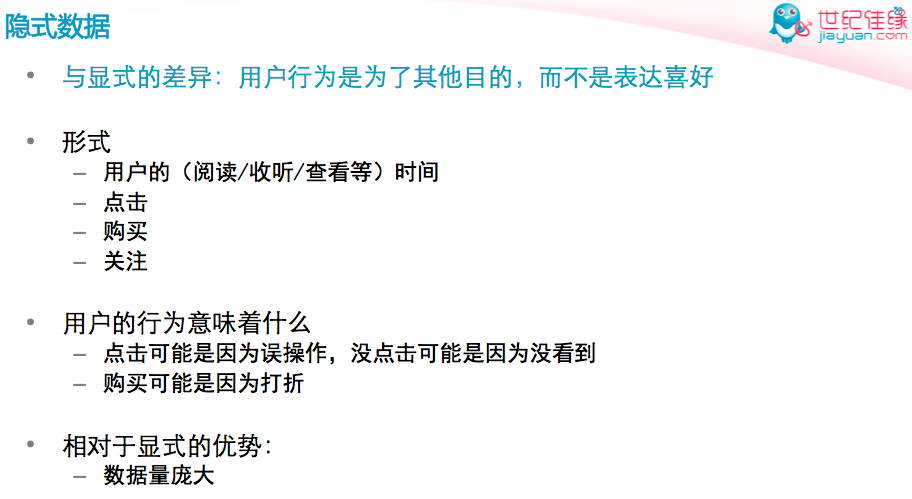 隐式数据
世纪佳缘
jiayuan.com
• 与显式的差异：用户行为是为了其他目的，而不是表达喜好
• 形式
– 用户的（阅读/收听/查看等）时间
– 点击
– 购买
– 关注
• 用户的行为意味着什么
– 点击可能是因为误操作，没点击可能是因为没看到
– 购买可能是因为打折
• 相对于显式的优势：
– 数据量庞大